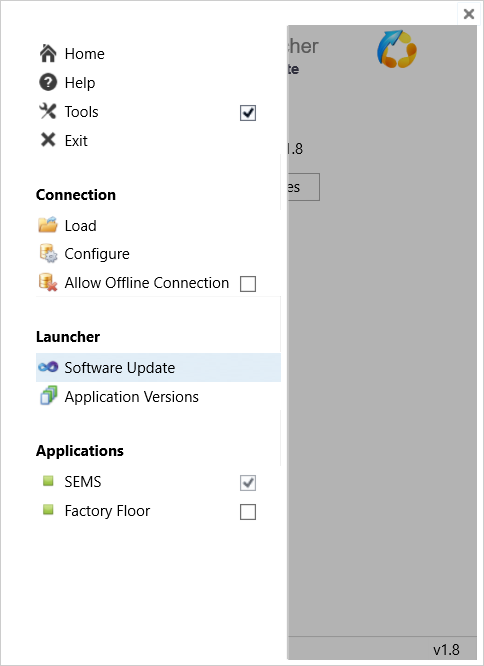 Home
Help
Tools
Exit
Connection
Load
Configure
Allow Offline Connection
Launcher
Software Update
Application Versions
Applications
SEMS
Factory Floor
cher
te
1.8
es
v1.8